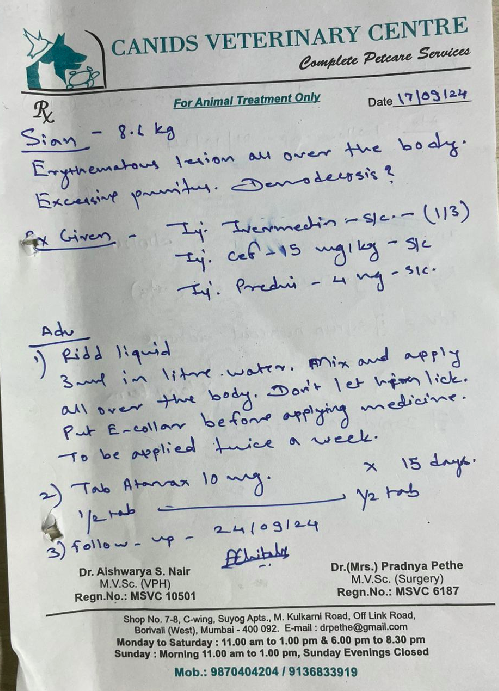 CANIDS VETERINARY CENTRE
Complete Petcare Services
Rx
For Animal Treatment Only
Date 17/09/24
Sian - 8.6 kg
Erythematous lesion all over the body.
Excessive pruritus. Demodecosis?
Rx Given - Inj. Ivermectin - s/c. - (1/3)
Inj. Cef - 15 mg/kg - s/c
Inj. Predni - 4 mg - s/c.
Adv
1) Ridd liquid
3ml in litre water. Mix and apply
all over the body. Don't let him lick.
Put E-collar before applying medicine.
To be applied twice a week.
2) Tab Atarax 10 mg. x 15 days.
1/2 tab ——— 1/2 tab
3) Follow-up - 24/09/24
Dr. Aishwarya S. Nair
M.V.Sc. (VPH)
Regn.No.: MSVC 10501
Dr.(Mrs.) Pradnya Pethe
M.V.Sc. (Surgery)
Regn.No.: MSVC 6187
Shop No. 7-8, C-wing, Suyog Apts., M. Kulkarni Road, Off Link Road,
Borivali (West), Mumbai - 400 092. E-mail : drpethe@gmail.com
Monday to Saturday : 11.00 am to 1.00 pm & 6.00 pm to 8.30 pm
Sunday : Morning 11.00 am to 1.00 pm, Sunday Evenings Closed
Mob.: 9870404204 / 9136833919